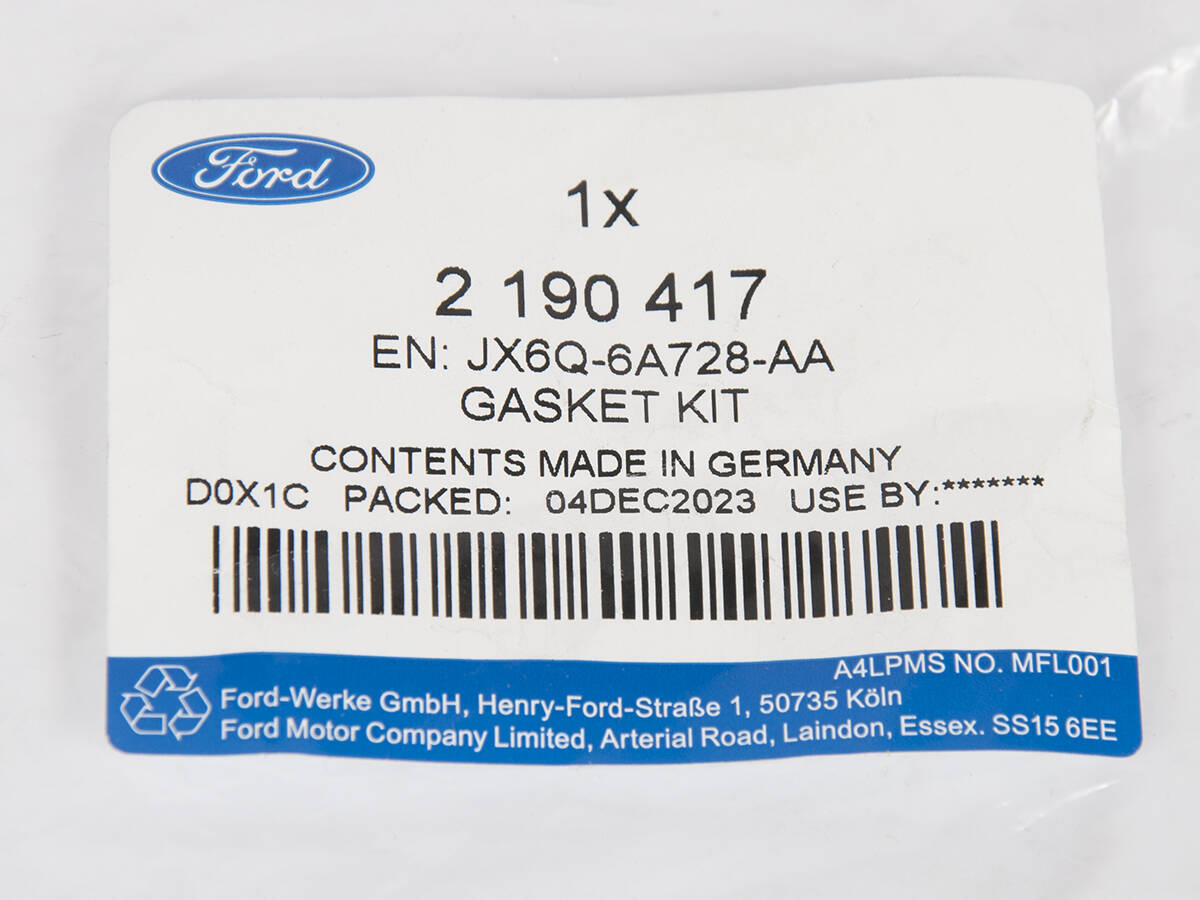 Ford
1x
2 190 417
EN: JX6Q-6A728-AA
GASKET KIT
CONTENTS MADE IN GERMANY
D0X1C PACKED: 04DEC2023 USE BY:*******
A4LPMS NO. MFL001
Ford-Werke GmbH, Henry-Ford-Straße 1, 50735 Köln
Ford Motor Company Limited, Arterial Road, Laindon, Essex. SS15 6EE